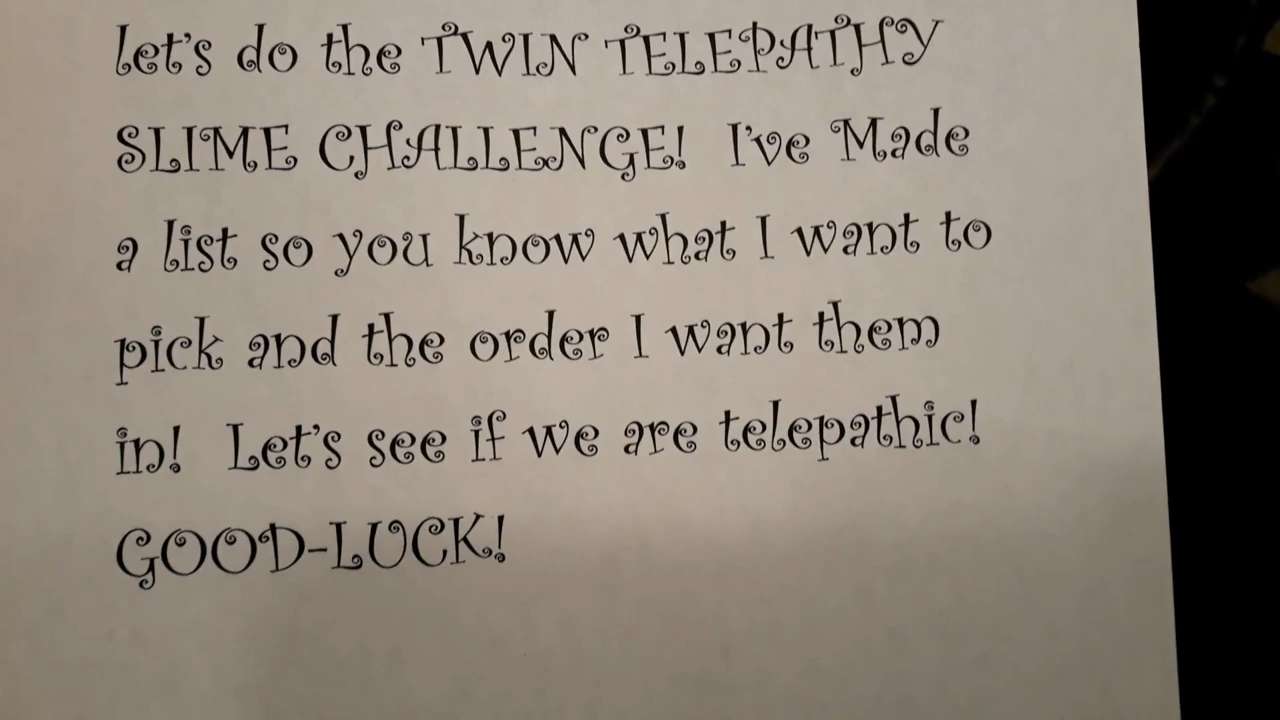 let's do the TWIN TELEPATHY
SLIME CHALLENGE! I've Made
a list so you know what I want to
pick and the order I want them
in! Let's see if we are telepathic!
GOOD-LUCK!